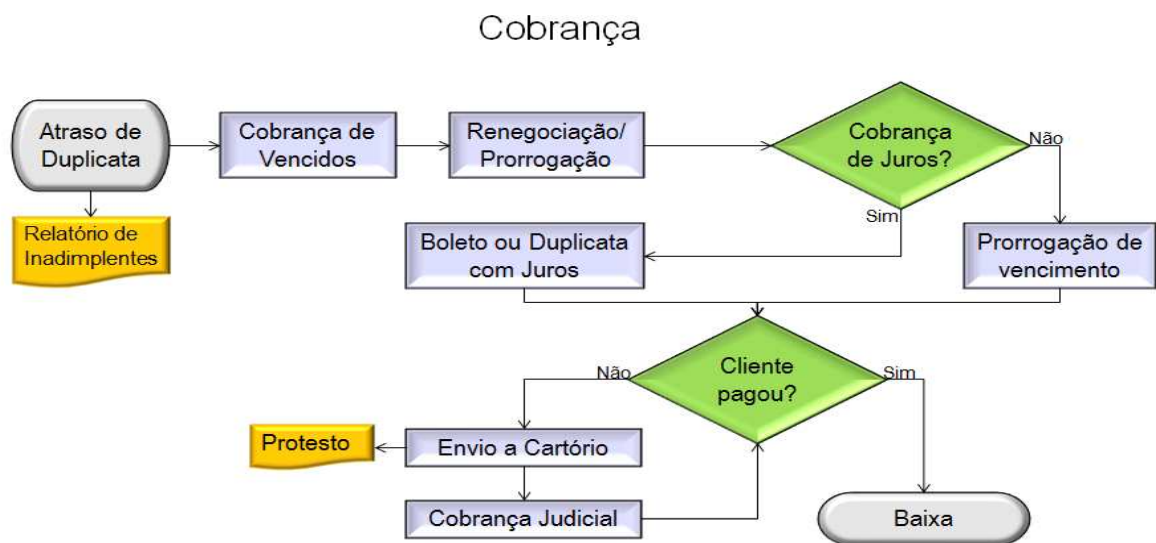 Cobrança
Atraso de
Duplicata
Cobrança de
Vencidos
Renegociação/
Prorrogação
Cobrança
de Juros?
Não
Sim
Relatório de
Inadimplentes
Boleto ou Duplicata
com Juros
Prorrogação de
vencimento
Cliente
pagou?
Não
Sim
Protesto
Envio a Cartório
Cobrança Judicial
Baixa